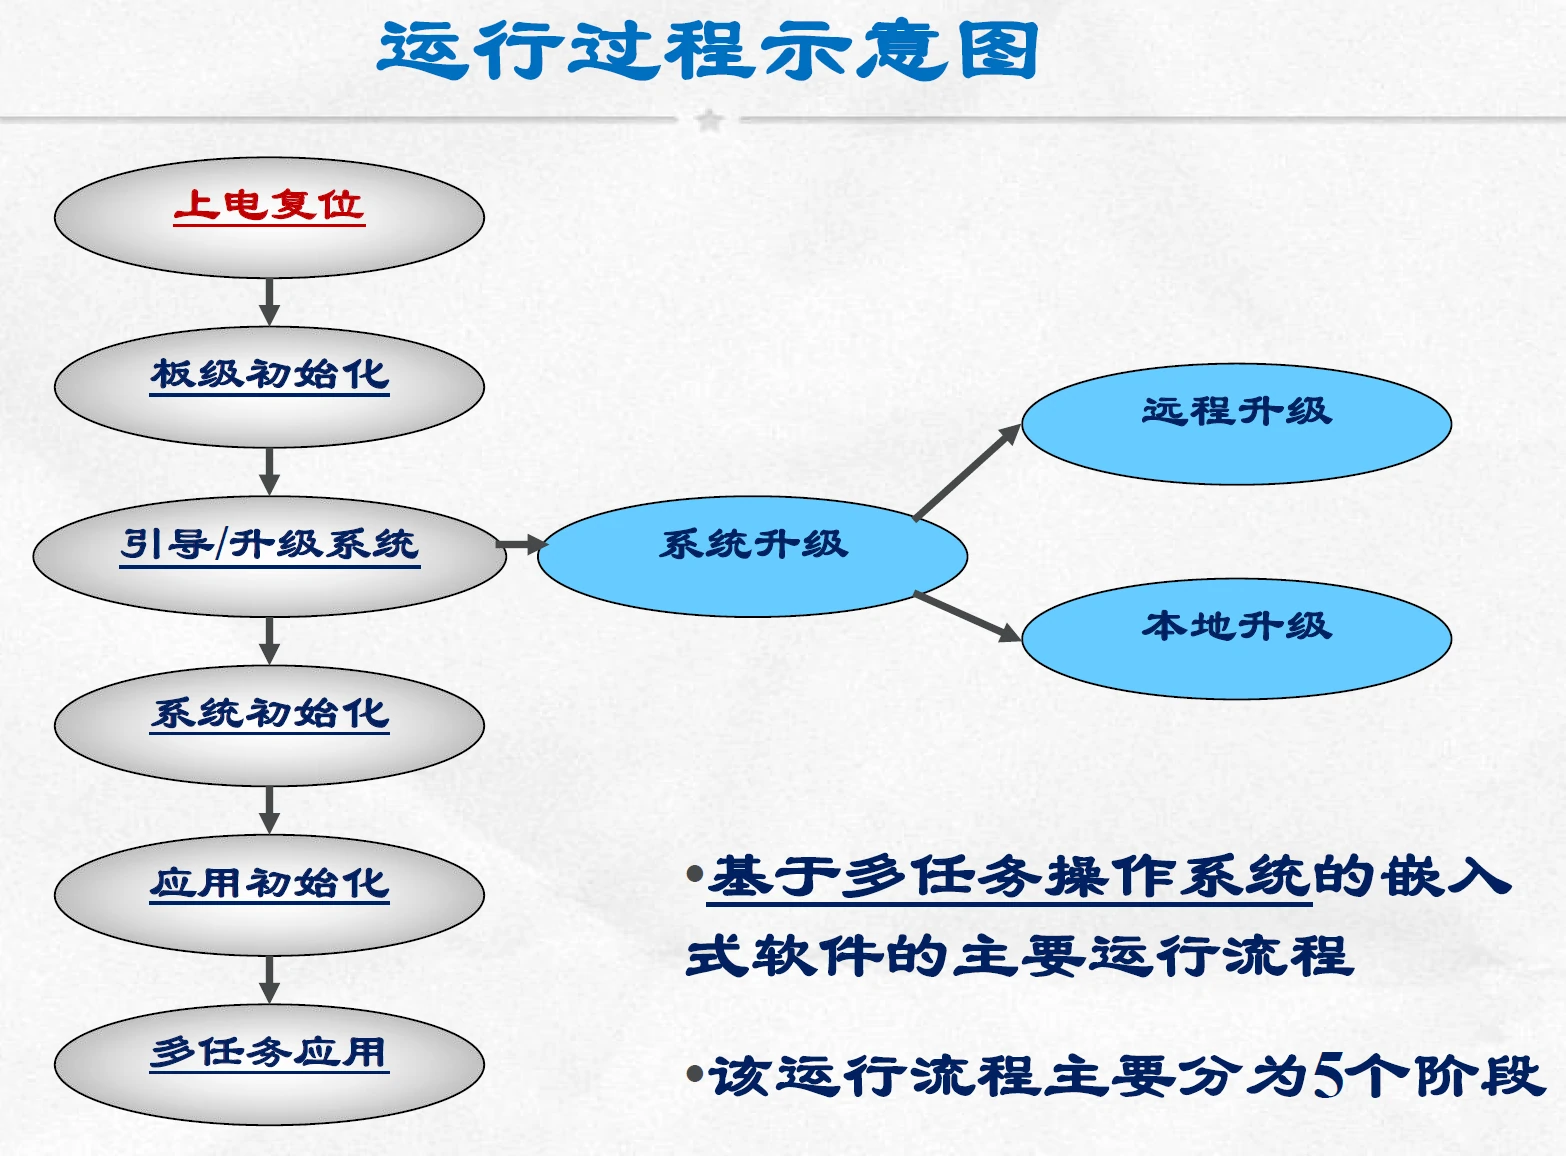 运行过程示意图
上电复位
板级初始化
引导/升级系统
系统初始化
应用初始化
多任务应用
系统升级
远程升级
本地升级
•基于多任务操作系统的嵌入
式软件的主要运行流程
•该运行流程主要分为5个阶段